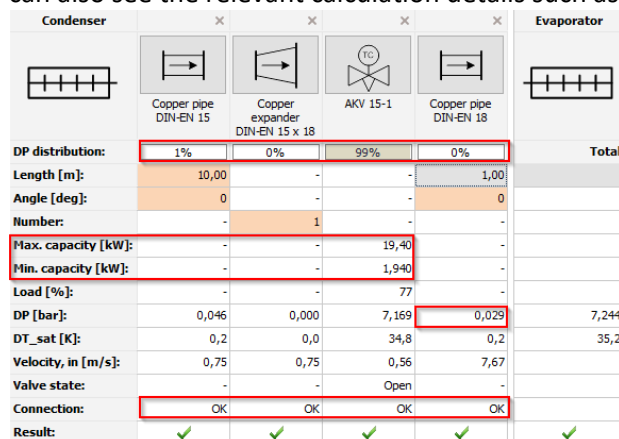 can also see the relevant calculation details such as
Condenser × × × × Evaporator
TC
Copper pipe DIN-EN 15 Copper expander DIN-EN 15 x 18 AKV 15-1 Copper pipe DIN-EN 18
DP distribution: 1% 0% 99% 0% Total
Length [m]: 10,00 - - 1,00
Angle [deg]: 0 - - 0
Number: - 1 - -
Max. capacity [kW]: - - 19,40 -
Min. capacity [kW]: - - 1,940 -
Load [%]: - - 77 -
DP [bar]: 0,046 0,000 7,169 0,029 7,244
DT_sat [K]: 0,2 0,0 34,8 0,2 35,2
Velocity, in [m/s]: 0,75 0,75 0,56 7,67
Valve state: - - Open -
Connection: OK OK OK OK
Result: